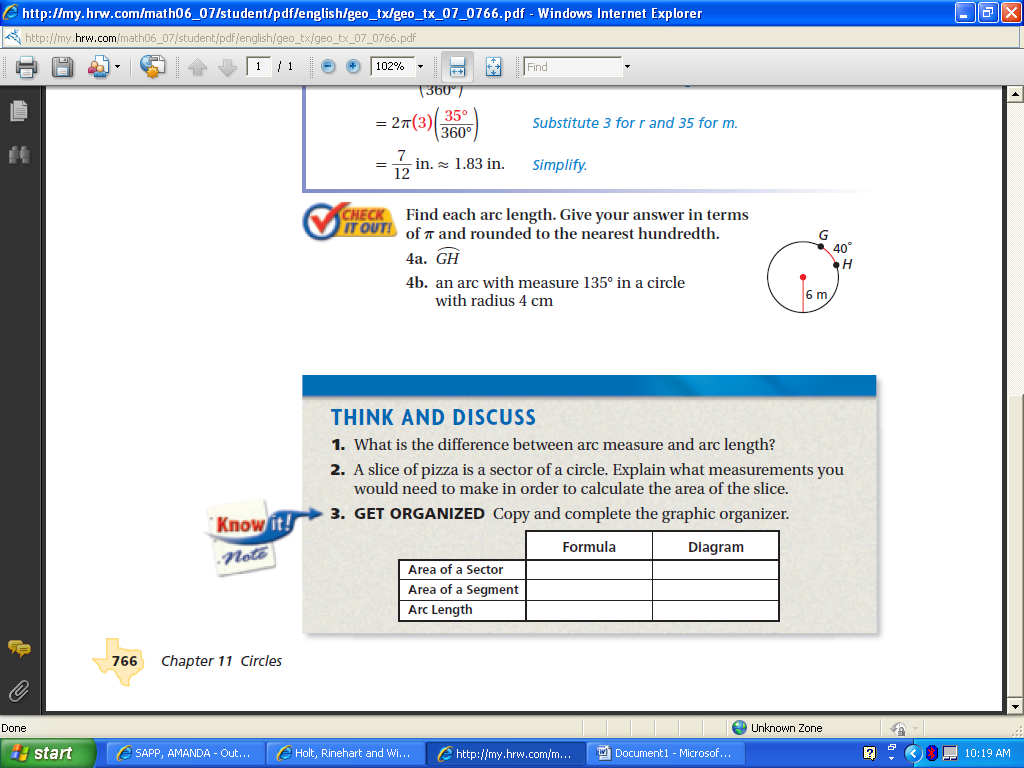 http://my.hrw.com/math06_07/student/pdf/english/geo_tx/geo_tx_07_0766.pdf - Windows Internet Explorer
http://my.hrw.com/math06_07/student/pdf/english/geo_tx/geo_tx_07_0766.pdf
1 / 1 102% Find
(360°)
= 2π(3)(35°/360°) Substitute 3 for r and 35 for m.
= 7/12 in. ≈ 1.83 in. Simplify.
CHECK IT OUT!
Find each arc length. Give your answer in terms
of π and rounded to the nearest hundredth.
4a. GH
4b. an arc with measure 135° in a circle
with radius 4 cm
G
40°
H
6 m
THINK AND DISCUSS
1. What is the difference between arc measure and arc length?
2. A slice of pizza is a sector of a circle. Explain what measurements you
would need to make in order to calculate the area of the slice.
Know it!
Note
3. GET ORGANIZED Copy and complete the graphic organizer.
Formula Diagram
Area of a Sector
Area of a Segment
Arc Length
766 Chapter 11 Circles
Done Unknown Zone
start SAPP, AMANDA - Out... Holt, Rinehart and Wi... http://my.hrw.com/m... Document1 - Microsof... 10:19 AM